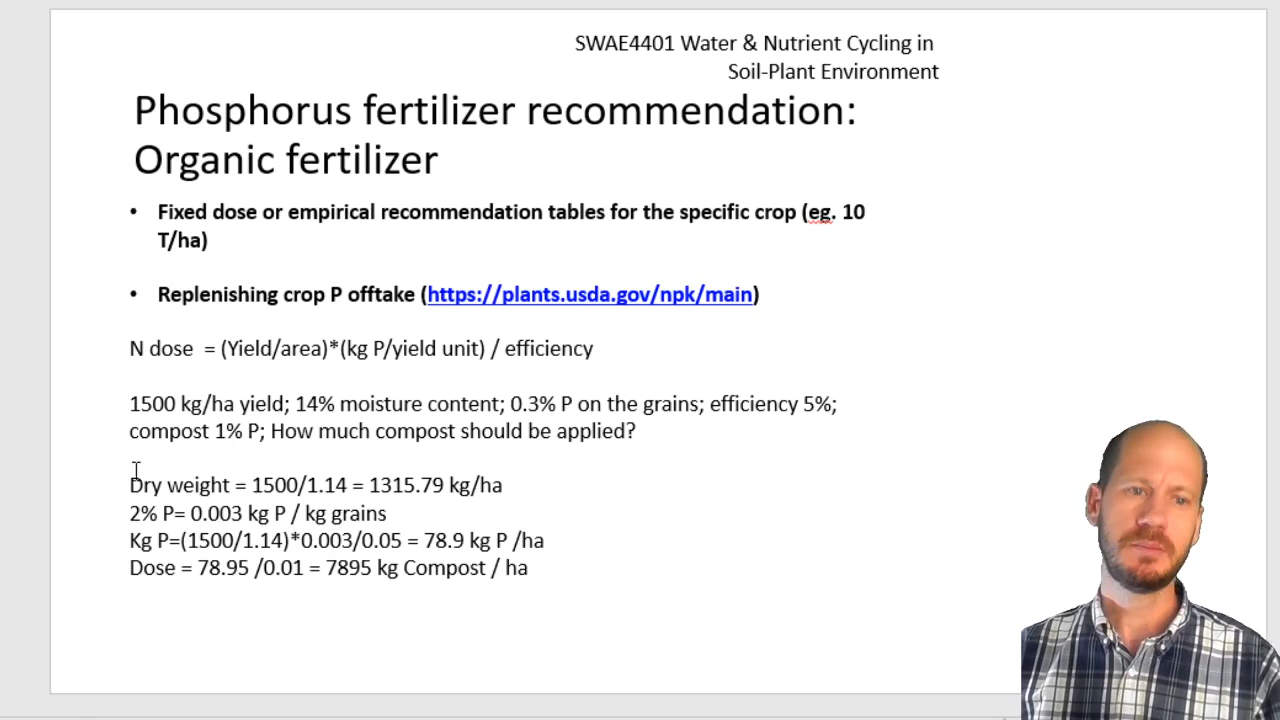 SWAE4401 Water & Nutrient Cycling in
Soil-Plant Environment
Phosphorus fertilizer recommendation:
Organic fertilizer
• Fixed dose or empirical recommendation tables for the specific crop (eg. 10
T/ha)
• Replenishing crop P offtake (https://plants.usda.gov/npk/main)
N dose = (Yield/area)*(kg P/yield unit) / efficiency
1500 kg/ha yield; 14% moisture content; 0.3% P on the grains; efficiency 5%;
compost 1% P; How much compost should be applied?
Dry weight = 1500/1.14 = 1315.79 kg/ha
2% P= 0.003 kg P / kg grains
Kg P=(1500/1.14)*0.003/0.05 = 78.9 kg P /ha
Dose = 78.95 /0.01 = 7895 kg Compost / ha